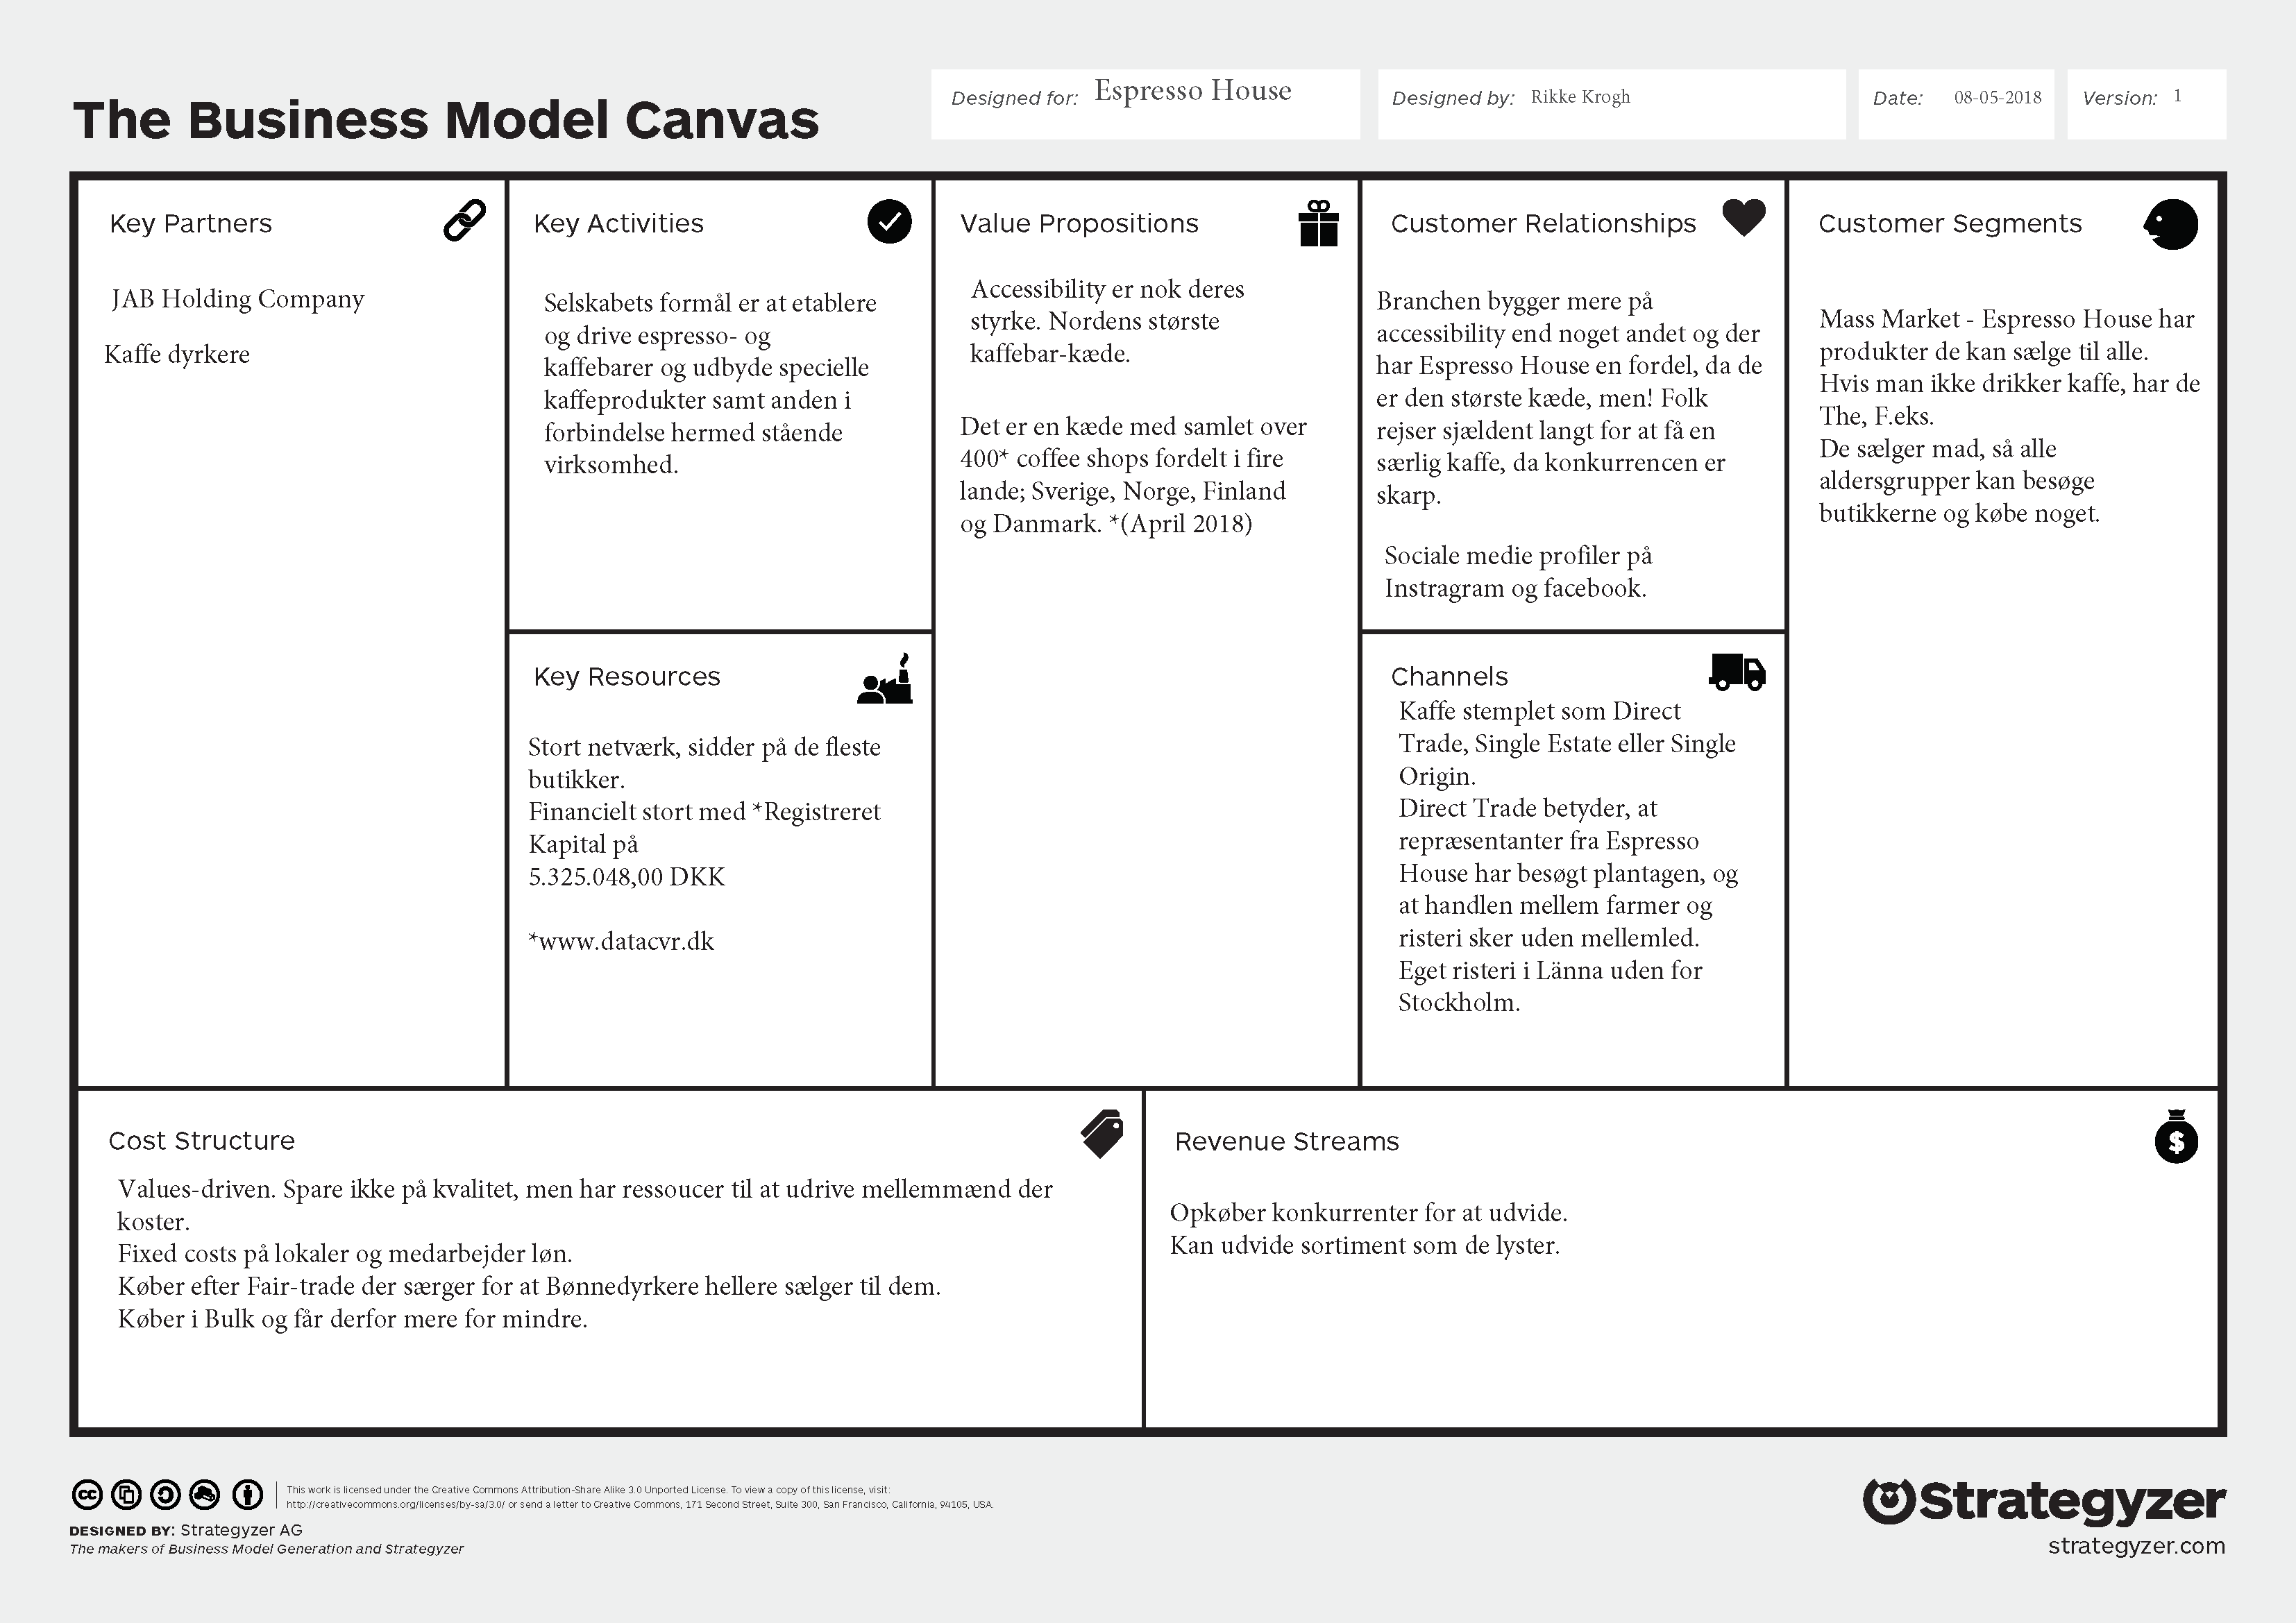 The Business Model Canvas
Designed for: Espresso House
Designed by: Rikke Krogh
Date: 08-05-2018
Version: 1
Key Partners
JAB Holding Company
Kaffe dyrkere
Key Activities
Selskabets formål er at etablere
og drive espresso- og
kaffebarer og udbyde specielle
kaffeprodukter samt anden i
forbindelse hermed stående
virksomhed.
Key Resources
Stort netværk, sidder på de fleste
butikker.
Financielt stort med *Registreret
Kapital på
5.325.048,00 DKK
*www.datacvr.dk
Value Propositions
Accessibility er nok deres
styrke. Nordens største
kaffebar-kæde.
Det er en kæde med samlet over
400* coffee shops fordelt i fire
lande; Sverige, Norge, Finland
og Danmark. *(April 2018)
Customer Relationships
Branchen bygger mere på
accessibility end noget andet og der
har Espresso House en fordel, da de
er den største kæde, men! Folk
rejser sjældent langt for at få en
særlig kaffe, da konkurrencen er
skarp.
Sociale medie profiler på
Instragram og facebook.
Channels
Kaffe stemplet som Direct
Trade, Single Estate eller Single
Origin.
Direct Trade betyder, at
repræsentanter fra Espresso
House har besøgt plantagen, og
at handlen mellem farmer og
risteri sker uden mellemled.
Eget risteri i Länna uden for
Stockholm.
Customer Segments
Mass Market - Espresso House har
produkter de kan sælge til alle.
Hvis man ikke drikker kaffe, har de
The, F.eks.
De sælger mad, så alle
aldersgrupper kan besøge
butikkerne og købe noget.
Cost Structure
Values-driven. Spare ikke på kvalitet, men har ressoucer til at udrive mellemmænd der
koster.
Fixed costs på lokaler og medarbejder løn.
Køber efter Fair-trade der særger for at Bønnedyrkere hellere sælger til dem.
Køber i Bulk og får derfor mere for mindre.
Revenue Streams
Opkøber konkurrenter for at udvide.
Kan udvide sortiment som de lyster.
This work is licensed under the Creative Commons Attribution-Share Alike 3.0 Unported License. To view a copy of this license, visit:
http://creativecommons.org/licenses/by-sa/3.0/ or send a letter to Creative Commons, 171 Second Street, Suite 300, San Francisco, California, 94105, USA.
DESIGNED BY: Strategyzer AG
The makers of Business Model Generation and Strategyzer
Strategyzer
strategyzer.com